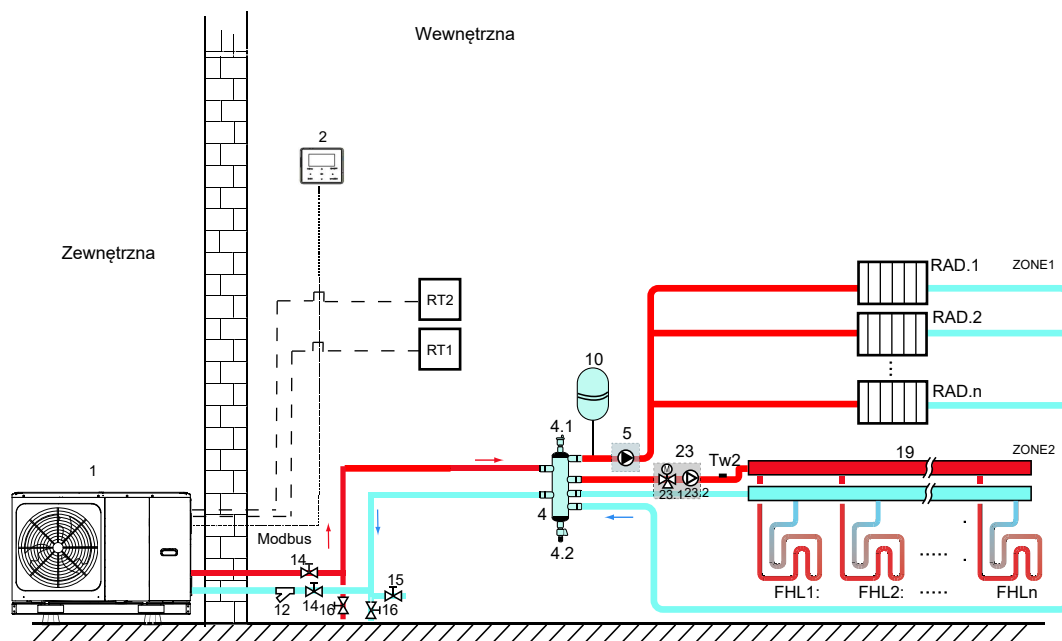 Wewnętrzna
Zewnętrzna
2
RT2
RT1
RAD.1
ZONE1
RAD.2
RAD.n
10
4.1
5
23
Tw2
19
ZONE2
M
23.1
23.2
4
4.2
1
Modbus
14
15
12
14
16
16
FHL1:
FHL2:
FHLn